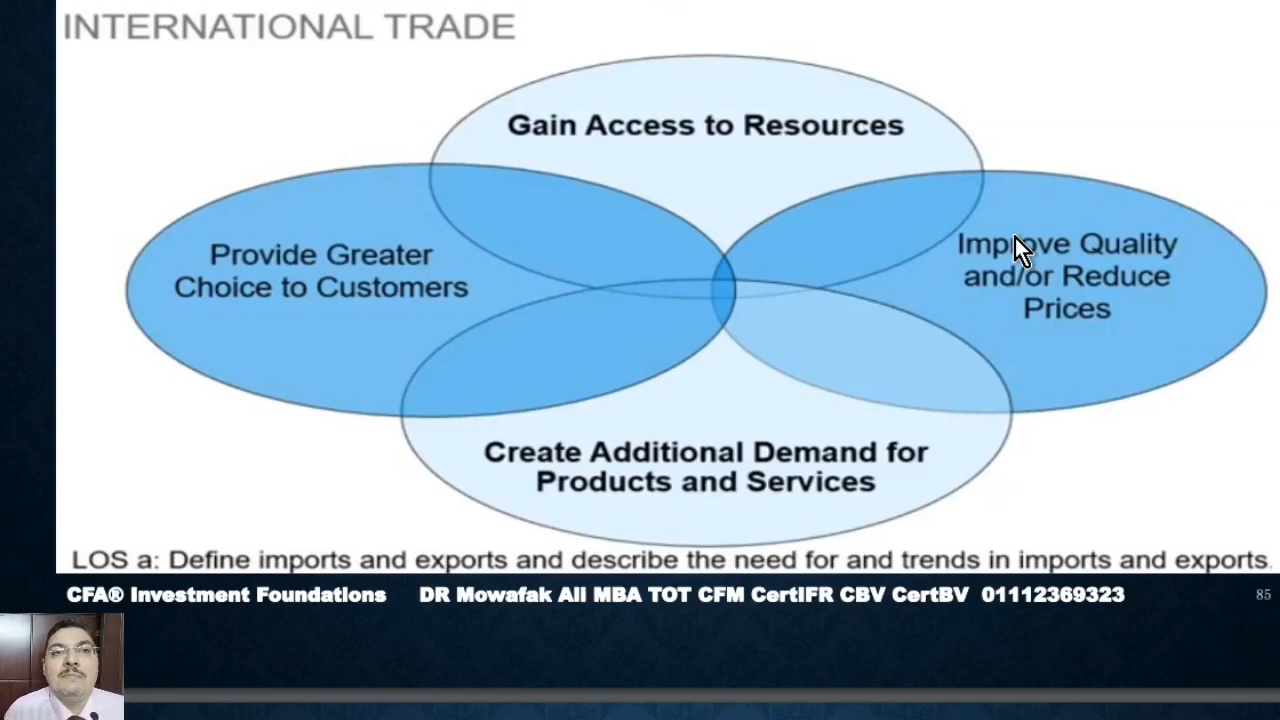 INTERNATIONAL TRADE
Gain Access to Resources
Provide Greater
Choice to Customers
Improve Quality
and/or Reduce
Prices
Create Additional Demand for
Products and Services
LOS a: Define imports and exports and describe the need for and trends in imports and exports.
CFA® Investment Foundations DR Mowafak Ali MBA TOT CFM CertIFR CBV CertBV 01112369323
85